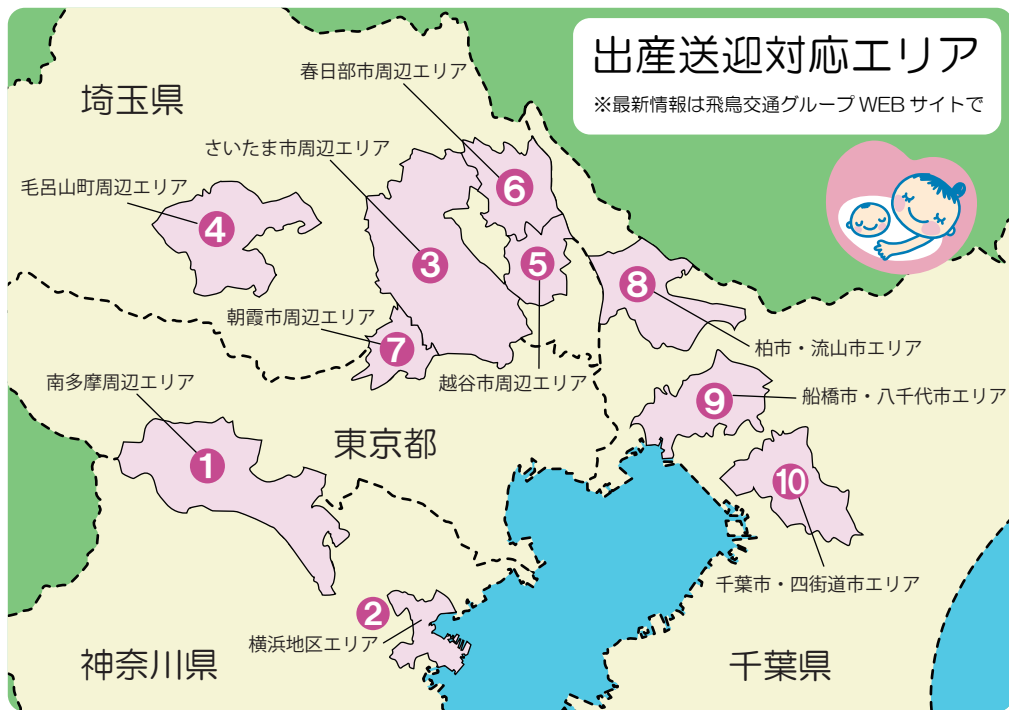 出産送迎対応エリア
※最新情報は飛鳥交通グループ WEB サイトで
埼玉県
春日部市周辺エリア
さいたま市周辺エリア
毛呂山町周辺エリア
6
4
3
5
8
朝霞市周辺エリア
7
柏市・流山市エリア
南多摩周辺エリア
越谷市周辺エリア
9
船橋市・八千代市エリア
東京都
1
10
千葉市・四街道市エリア
2
横浜地区エリア
神奈川県
千葉県